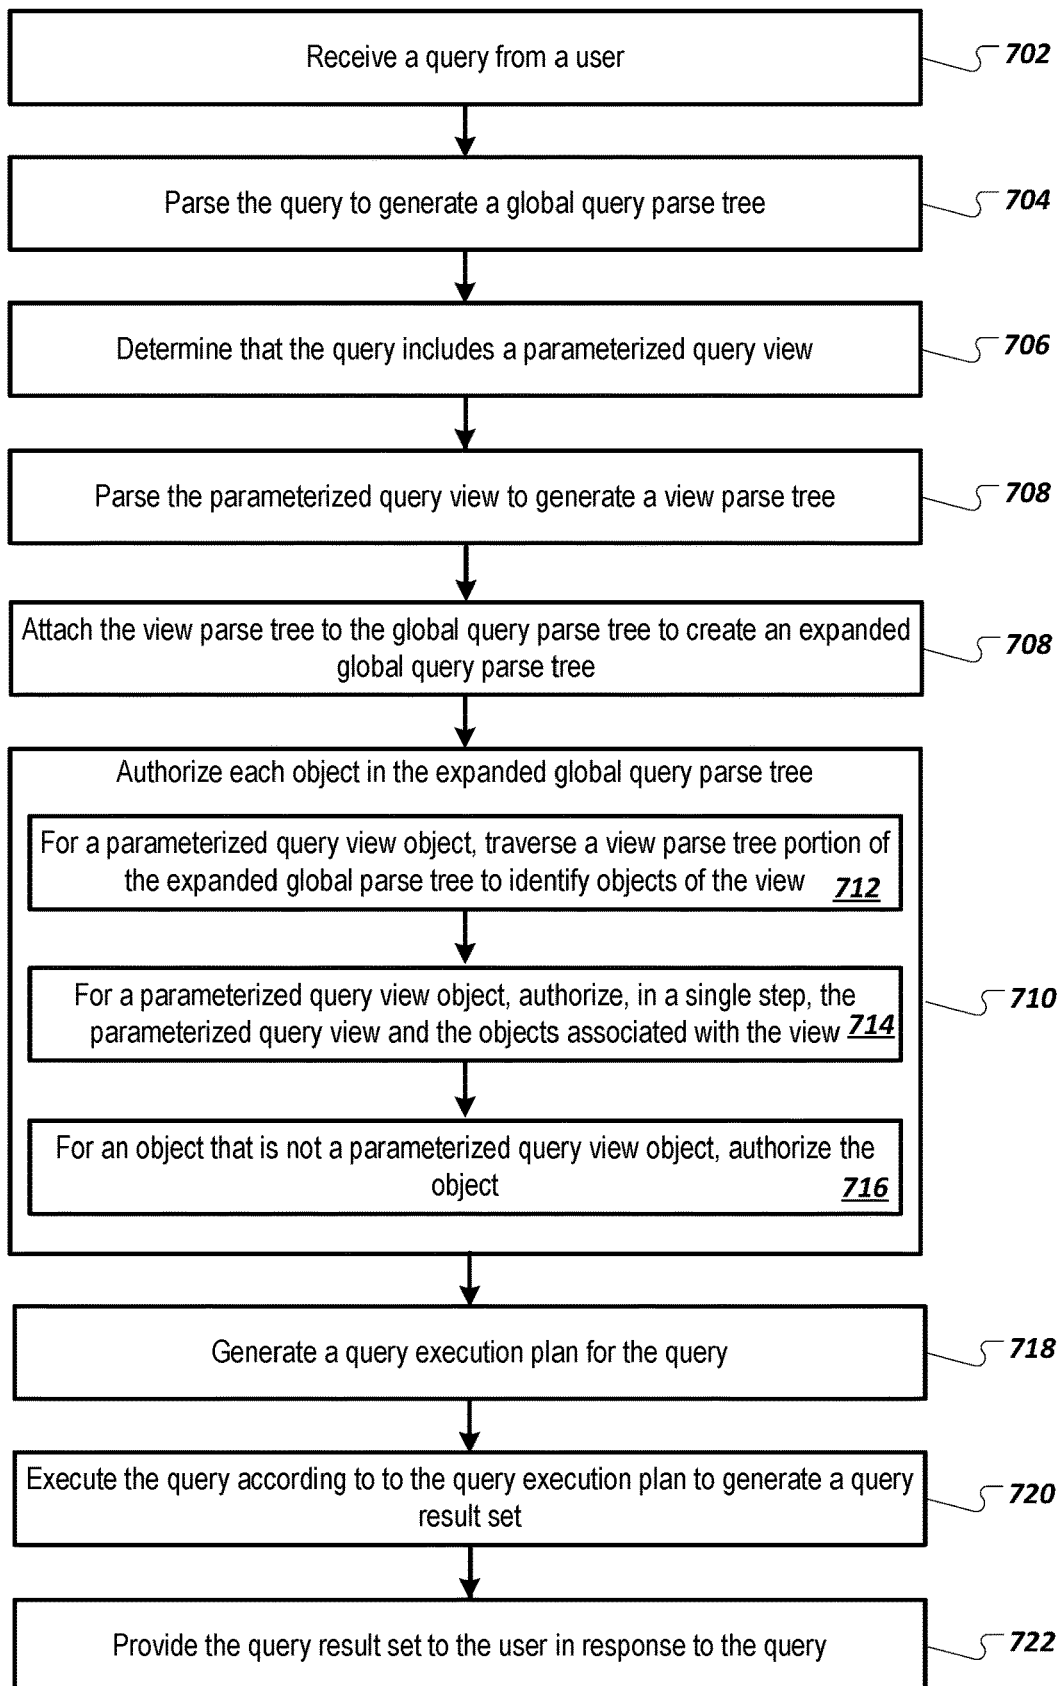 Receive a query from a user
702
Parse the query to generate a global query parse tree
704
Determine that the query includes a parameterized query view
706
Parse the parameterized query view to generate a view parse tree
708
Attach the view parse tree to the global query parse tree to create an expanded
global query parse tree
708
Authorize each object in the expanded global query parse tree
For a parameterized query view object, traverse a view parse tree portion of
the expanded global parse tree to identify objects of the view
712
For a parameterized query view object, authorize, in a single step, the
parameterized query view and the objects associated with the view
714
For an object that is not a parameterized query view object, authorize the
object
716
710
Generate a query execution plan for the query
718
Execute the query according to to the query execution plan to generate a query
result set
720
Provide the query result set to the user in response to the query
722